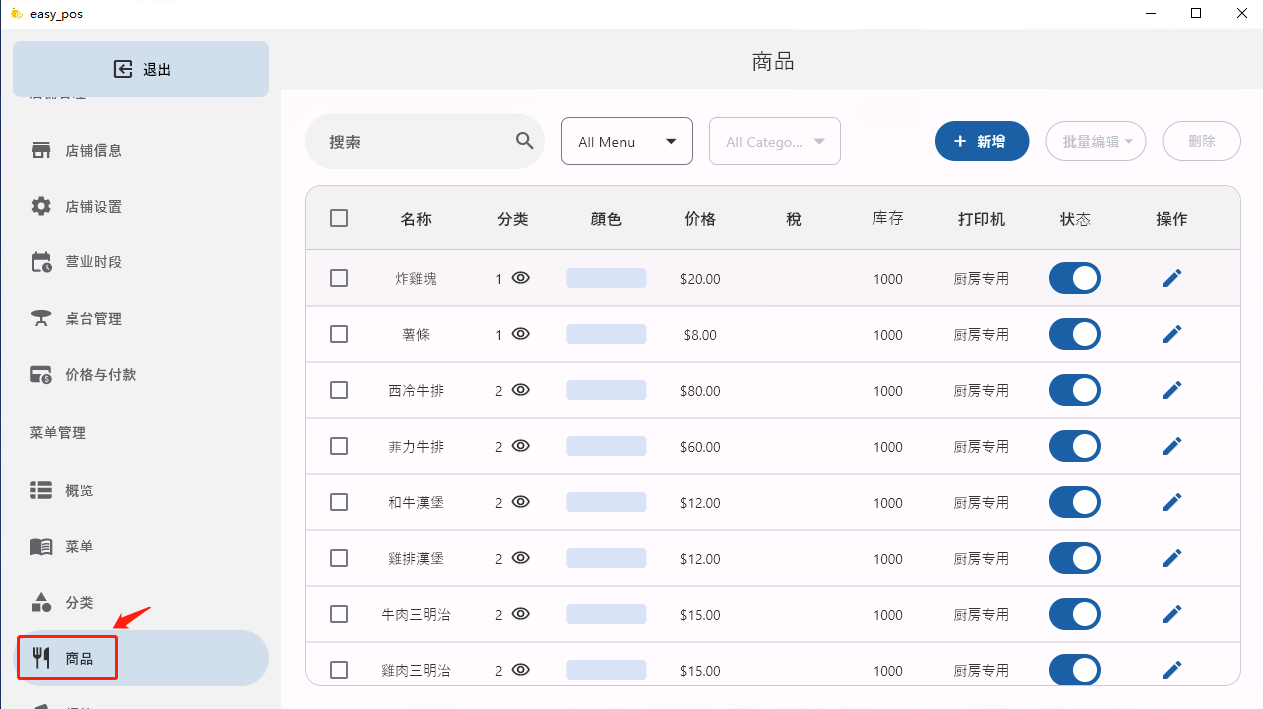 easy_pos
退出
店铺信息
店铺设置
营业时段
桌台管理
价格与付款
菜单管理
概览
菜单
分类
商品
商品
搜索
All Menu
All Catego...
+ 新增
批量编辑
删除
名称 分类 顏色 价格 稅 库存 打印机 状态 操作
炸雞塊 1 $20.00 1000 厨房专用
薯條 1 $8.00 1000 厨房专用
西冷牛排 2 $80.00 1000 厨房专用
菲力牛排 2 $60.00 1000 厨房专用
和牛漢堡 2 $12.00 1000 厨房专用
雞排漢堡 2 $12.00 1000 厨房专用
牛肉三明治 2 $15.00 1000 厨房专用
雞肉三明治 2 $15.00 1000 厨房专用